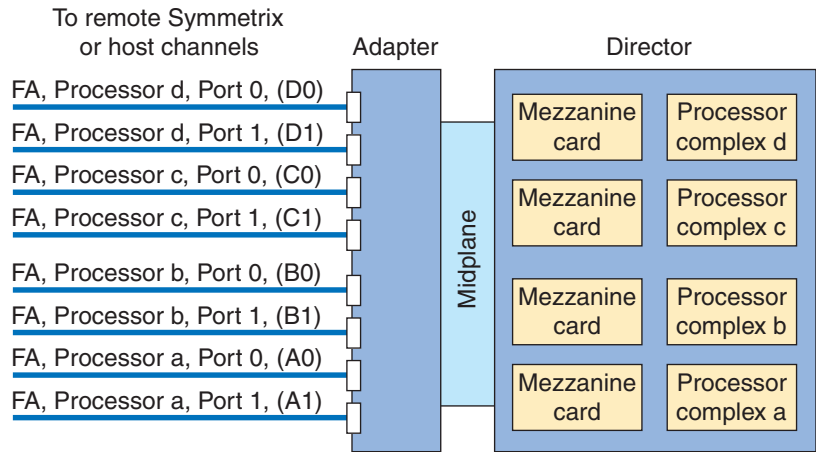 To remote Symmetrix
or host channels
Adapter
Director
FA, Processor d, Port 0, (D0)
FA, Processor d, Port 1, (D1)
FA, Processor c, Port 0, (C0)
FA, Processor c, Port 1, (C1)
FA, Processor b, Port 0, (B0)
FA, Processor b, Port 1, (B1)
FA, Processor a, Port 0, (A0)
FA, Processor a, Port 1, (A1)
Midplane
Mezzanine
card
Processor
complex d
Mezzanine
card
Processor
complex c
Mezzanine
card
Processor
complex b
Mezzanine
card
Processor
complex a